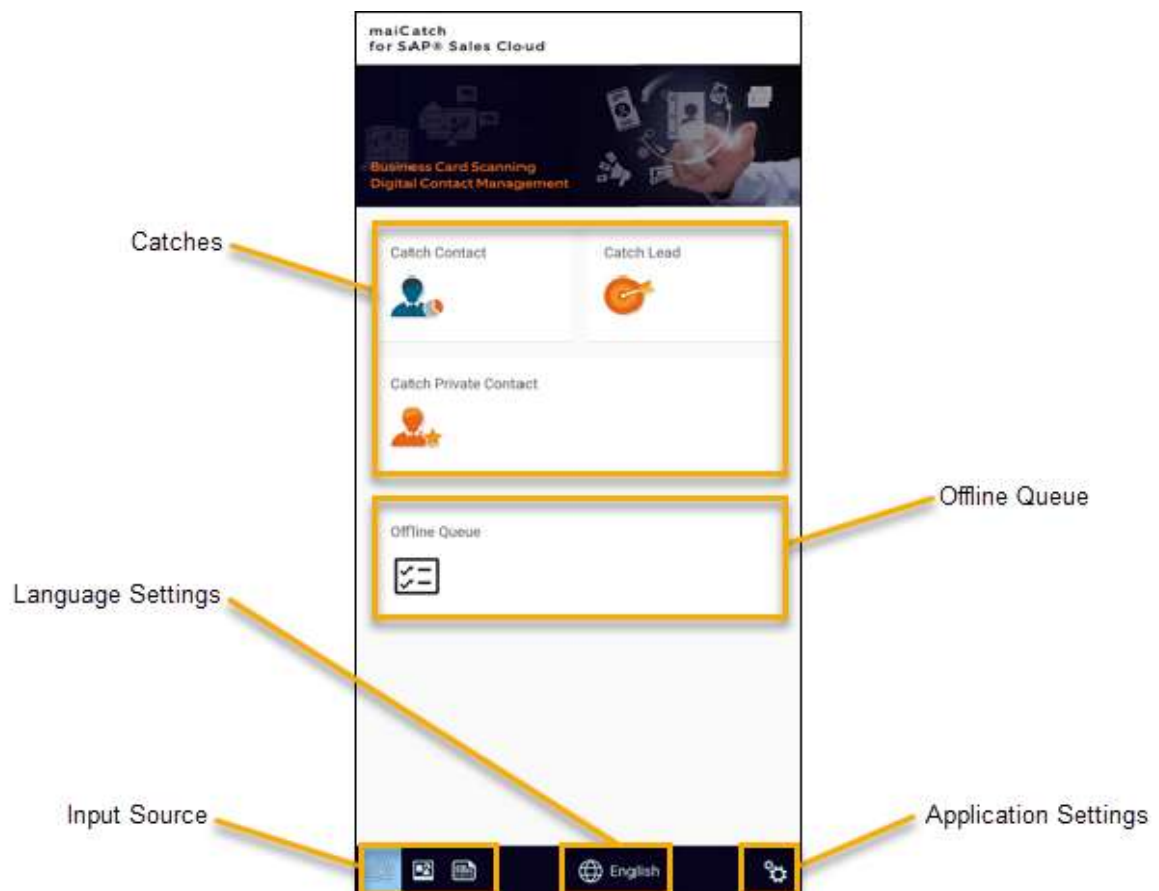 maiCatch
for SAP® Sales Cloud
Business Card Scanning
Digital Contact Management
Catches
Catch Contact
Catch Lead
Catch Private Contact
Offline Queue
Offline Queue
Language Settings
Input Source
English
Application Settings